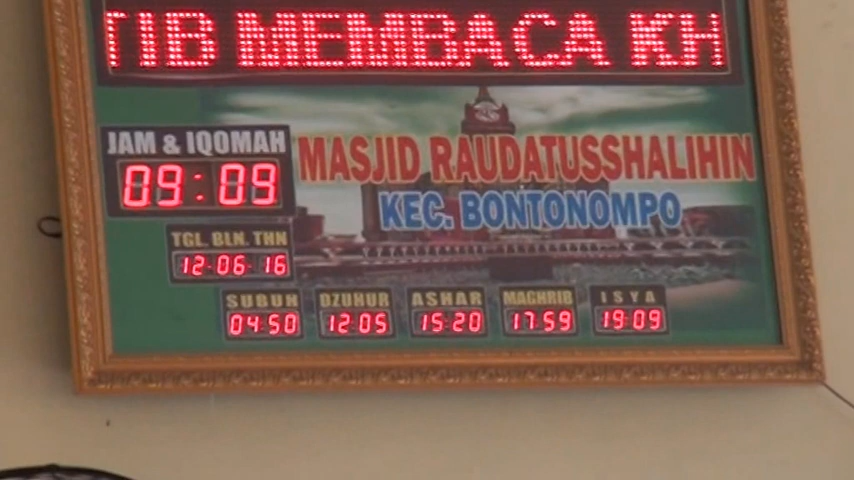 TIB MEMBACA KH
JAM & IQOMAH
09:09
MASJID RAUDATUSSHALIHIN
KEC. BONTONOMPO
TGL. BLN. THN
12-06-16
SUBUH DZUHUR ASHAR MAGHRIB ISYA
04:50 12:05 15:20 17:59 19:09